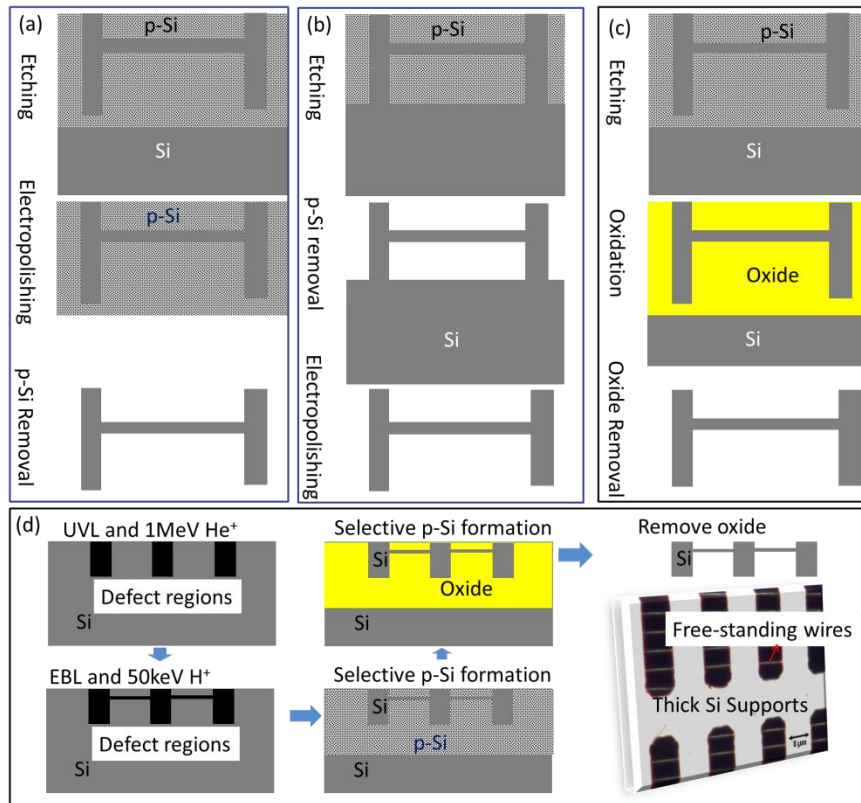 (a)
p-Si
Etching
Si
Electropolishing
p-Si
p-Si Removal
(b)
p-Si
Etching
p-Si removal
Si
Electropolishing
(c)
p-Si
Etching
Si
Oxidation
Oxide
Si
Oxide Removal
(d)
UVL and 1MeV He⁺
Defect regions
Si
EBL and 50keV H⁺
Defect regions
Si
Selective p-Si formation
Si
Oxide
Si
Selective p-Si formation
Si
p-Si
Si
Remove oxide
Si
Free-standing wires
Thick Si Supports